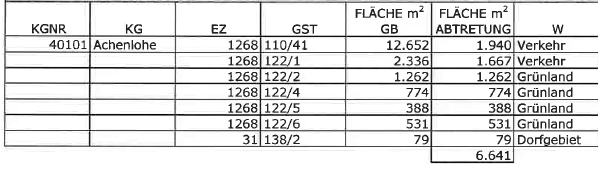 KGNR KG EZ GST FLÄCHE m² GB FLÄCHE m² ABTRETUNG W
40101 Achenlohe 1268 110/41 12.652 1.940 Verkehr
1268 122/1 2.336 1.667 Verkehr
1268 122/2 1.262 1.262 Grünland
1268 122/4 774 774 Grünland
1268 122/5 388 388 Grünland
1268 122/6 531 531 Grünland
31 138/2 79 79 Dorfgebiet
6.641